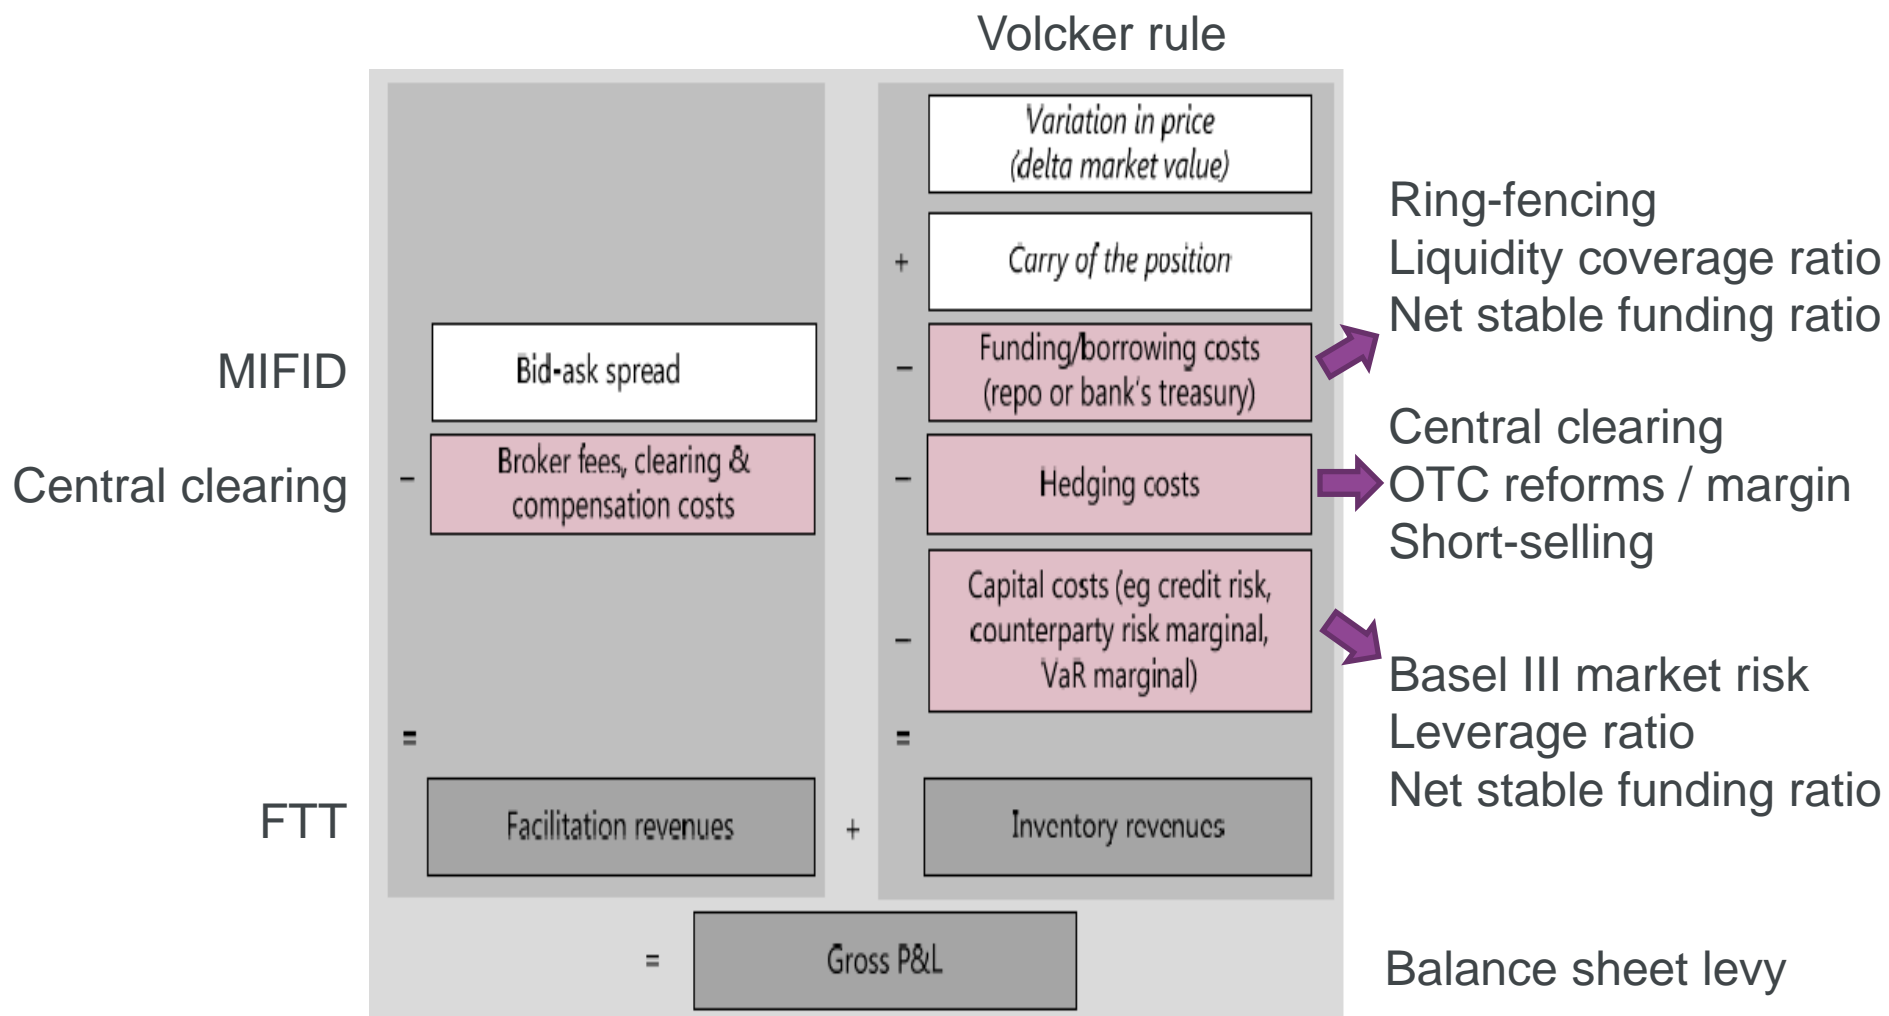 Volcker rule
Variation in price
(delta market value)
+
Carry of the position
Ring-fencing
Liquidity coverage ratio
Net stable funding ratio
MIFID
Bid-ask spread
–
Funding/borrowing costs
(repo or bank's treasury)
Central clearing
–
Broker fees, clearing &
compensation costs
–
Hedging costs
Central clearing
OTC reforms / margin
Short-selling
–
Capital costs (eg credit risk,
counterparty risk marginal,
VaR marginal)
Basel III market risk
Leverage ratio
Net stable funding ratio
=
=
FTT
Facilitation revenues
+
Inventory revenues
=
Gross P&L
Balance sheet levy